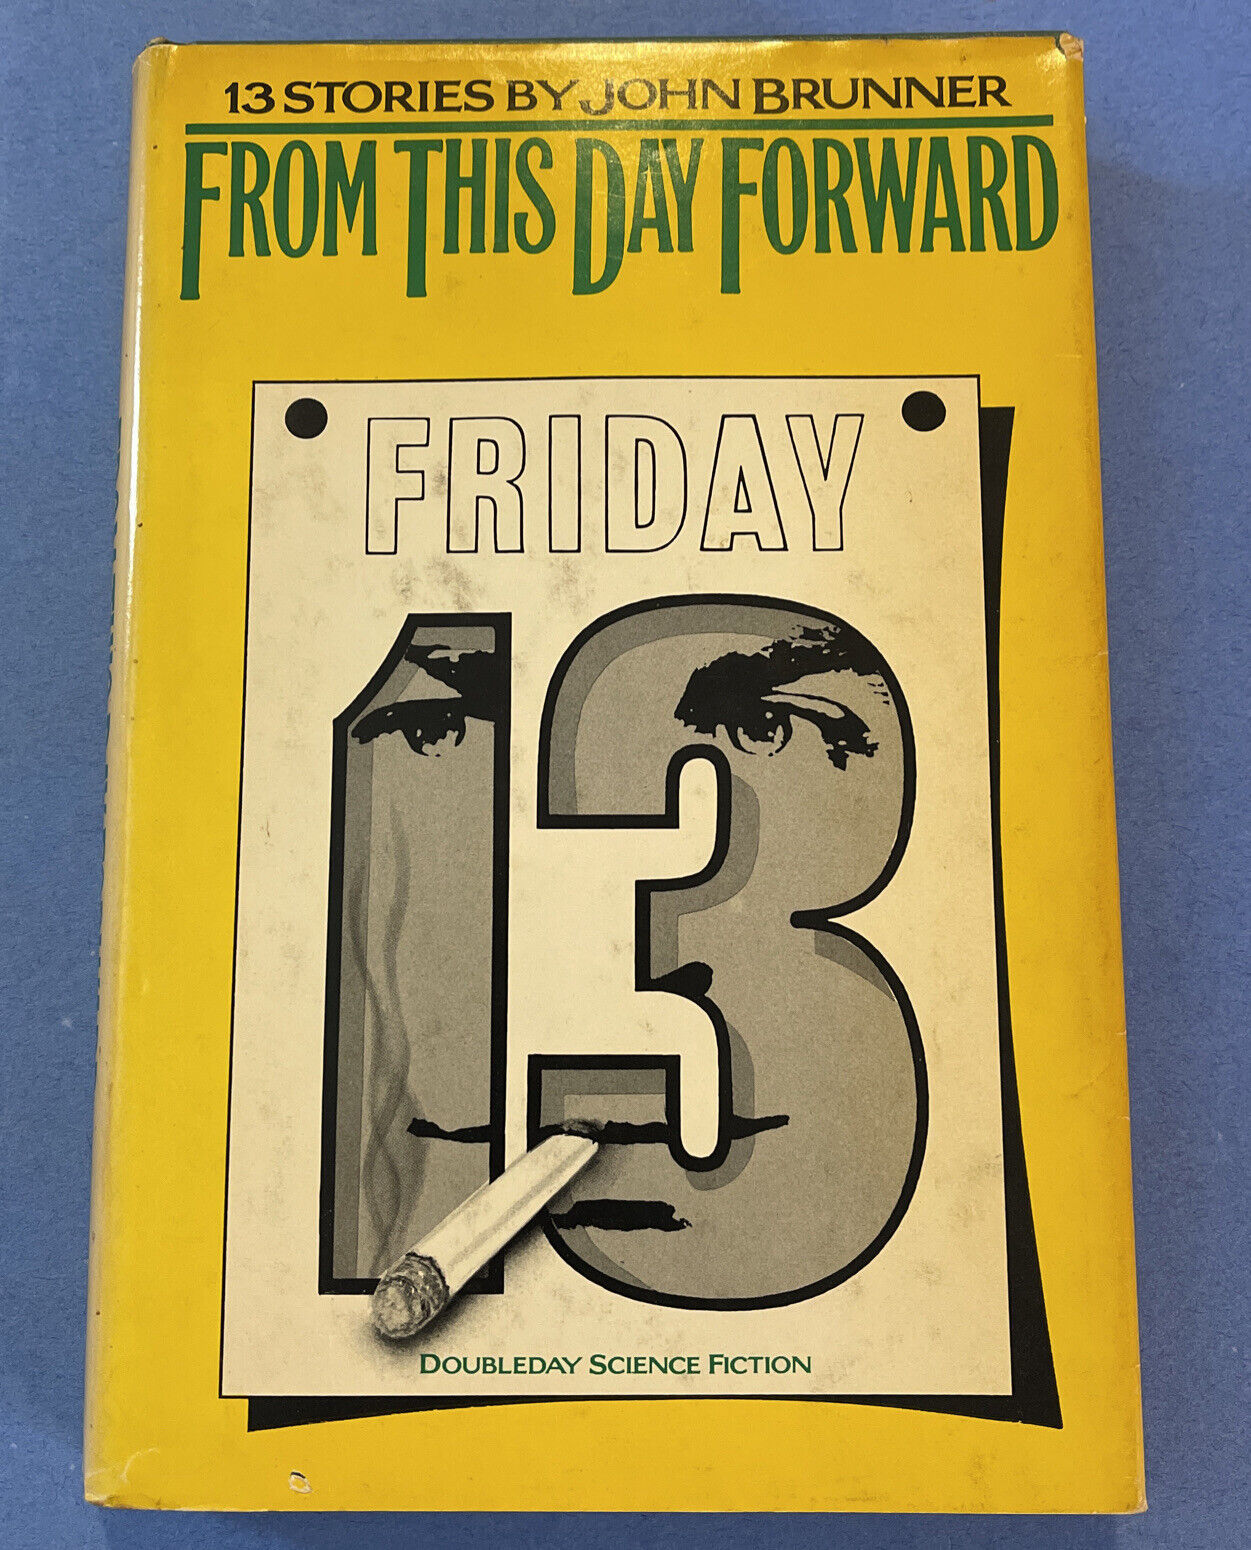 13 STORIES BY JOHN BRUNNER
FROM THIS DAY FORWARD
FRIDAY
13
DOUBLEDAY SCIENCE FICTION